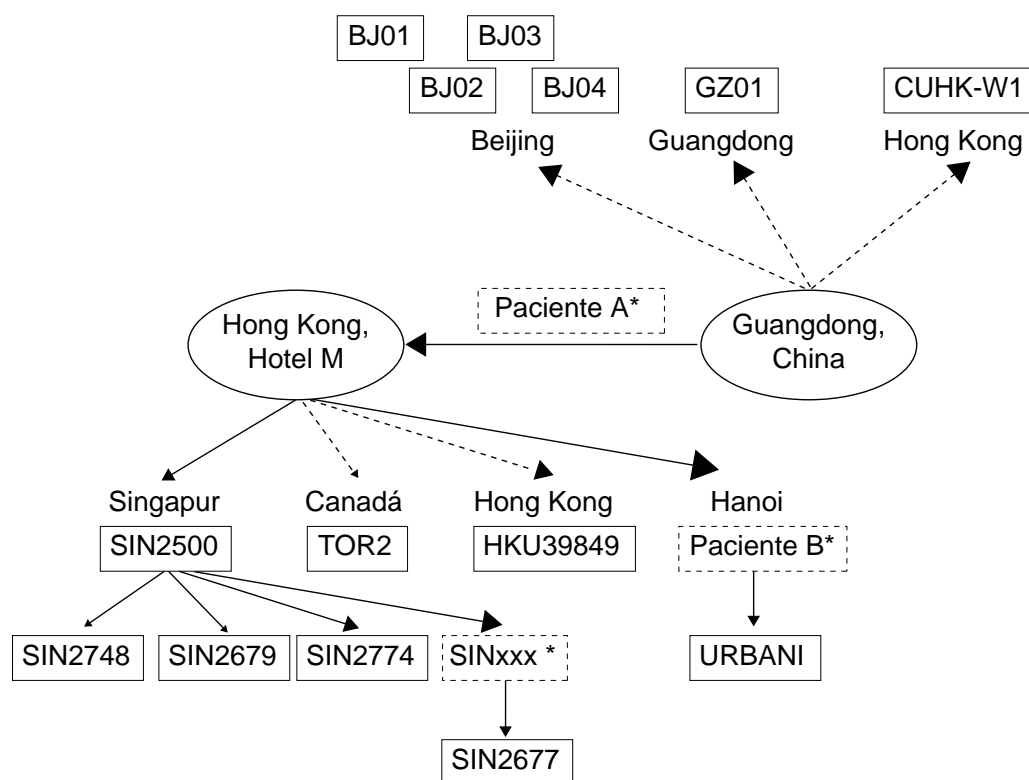 BJ01
BJ03
BJ02
BJ04
GZ01
CUHK-W1
Beijing
Guangdong
Hong Kong
Paciente A*
Hong Kong,
Hotel M
Guangdong,
China
Singapur
Canadá
Hong Kong
Hanoi
SIN2500
TOR2
HKU39849
Paciente B*
SIN2748
SIN2679
SIN2774
SINxxx *
URBANI
SIN2677